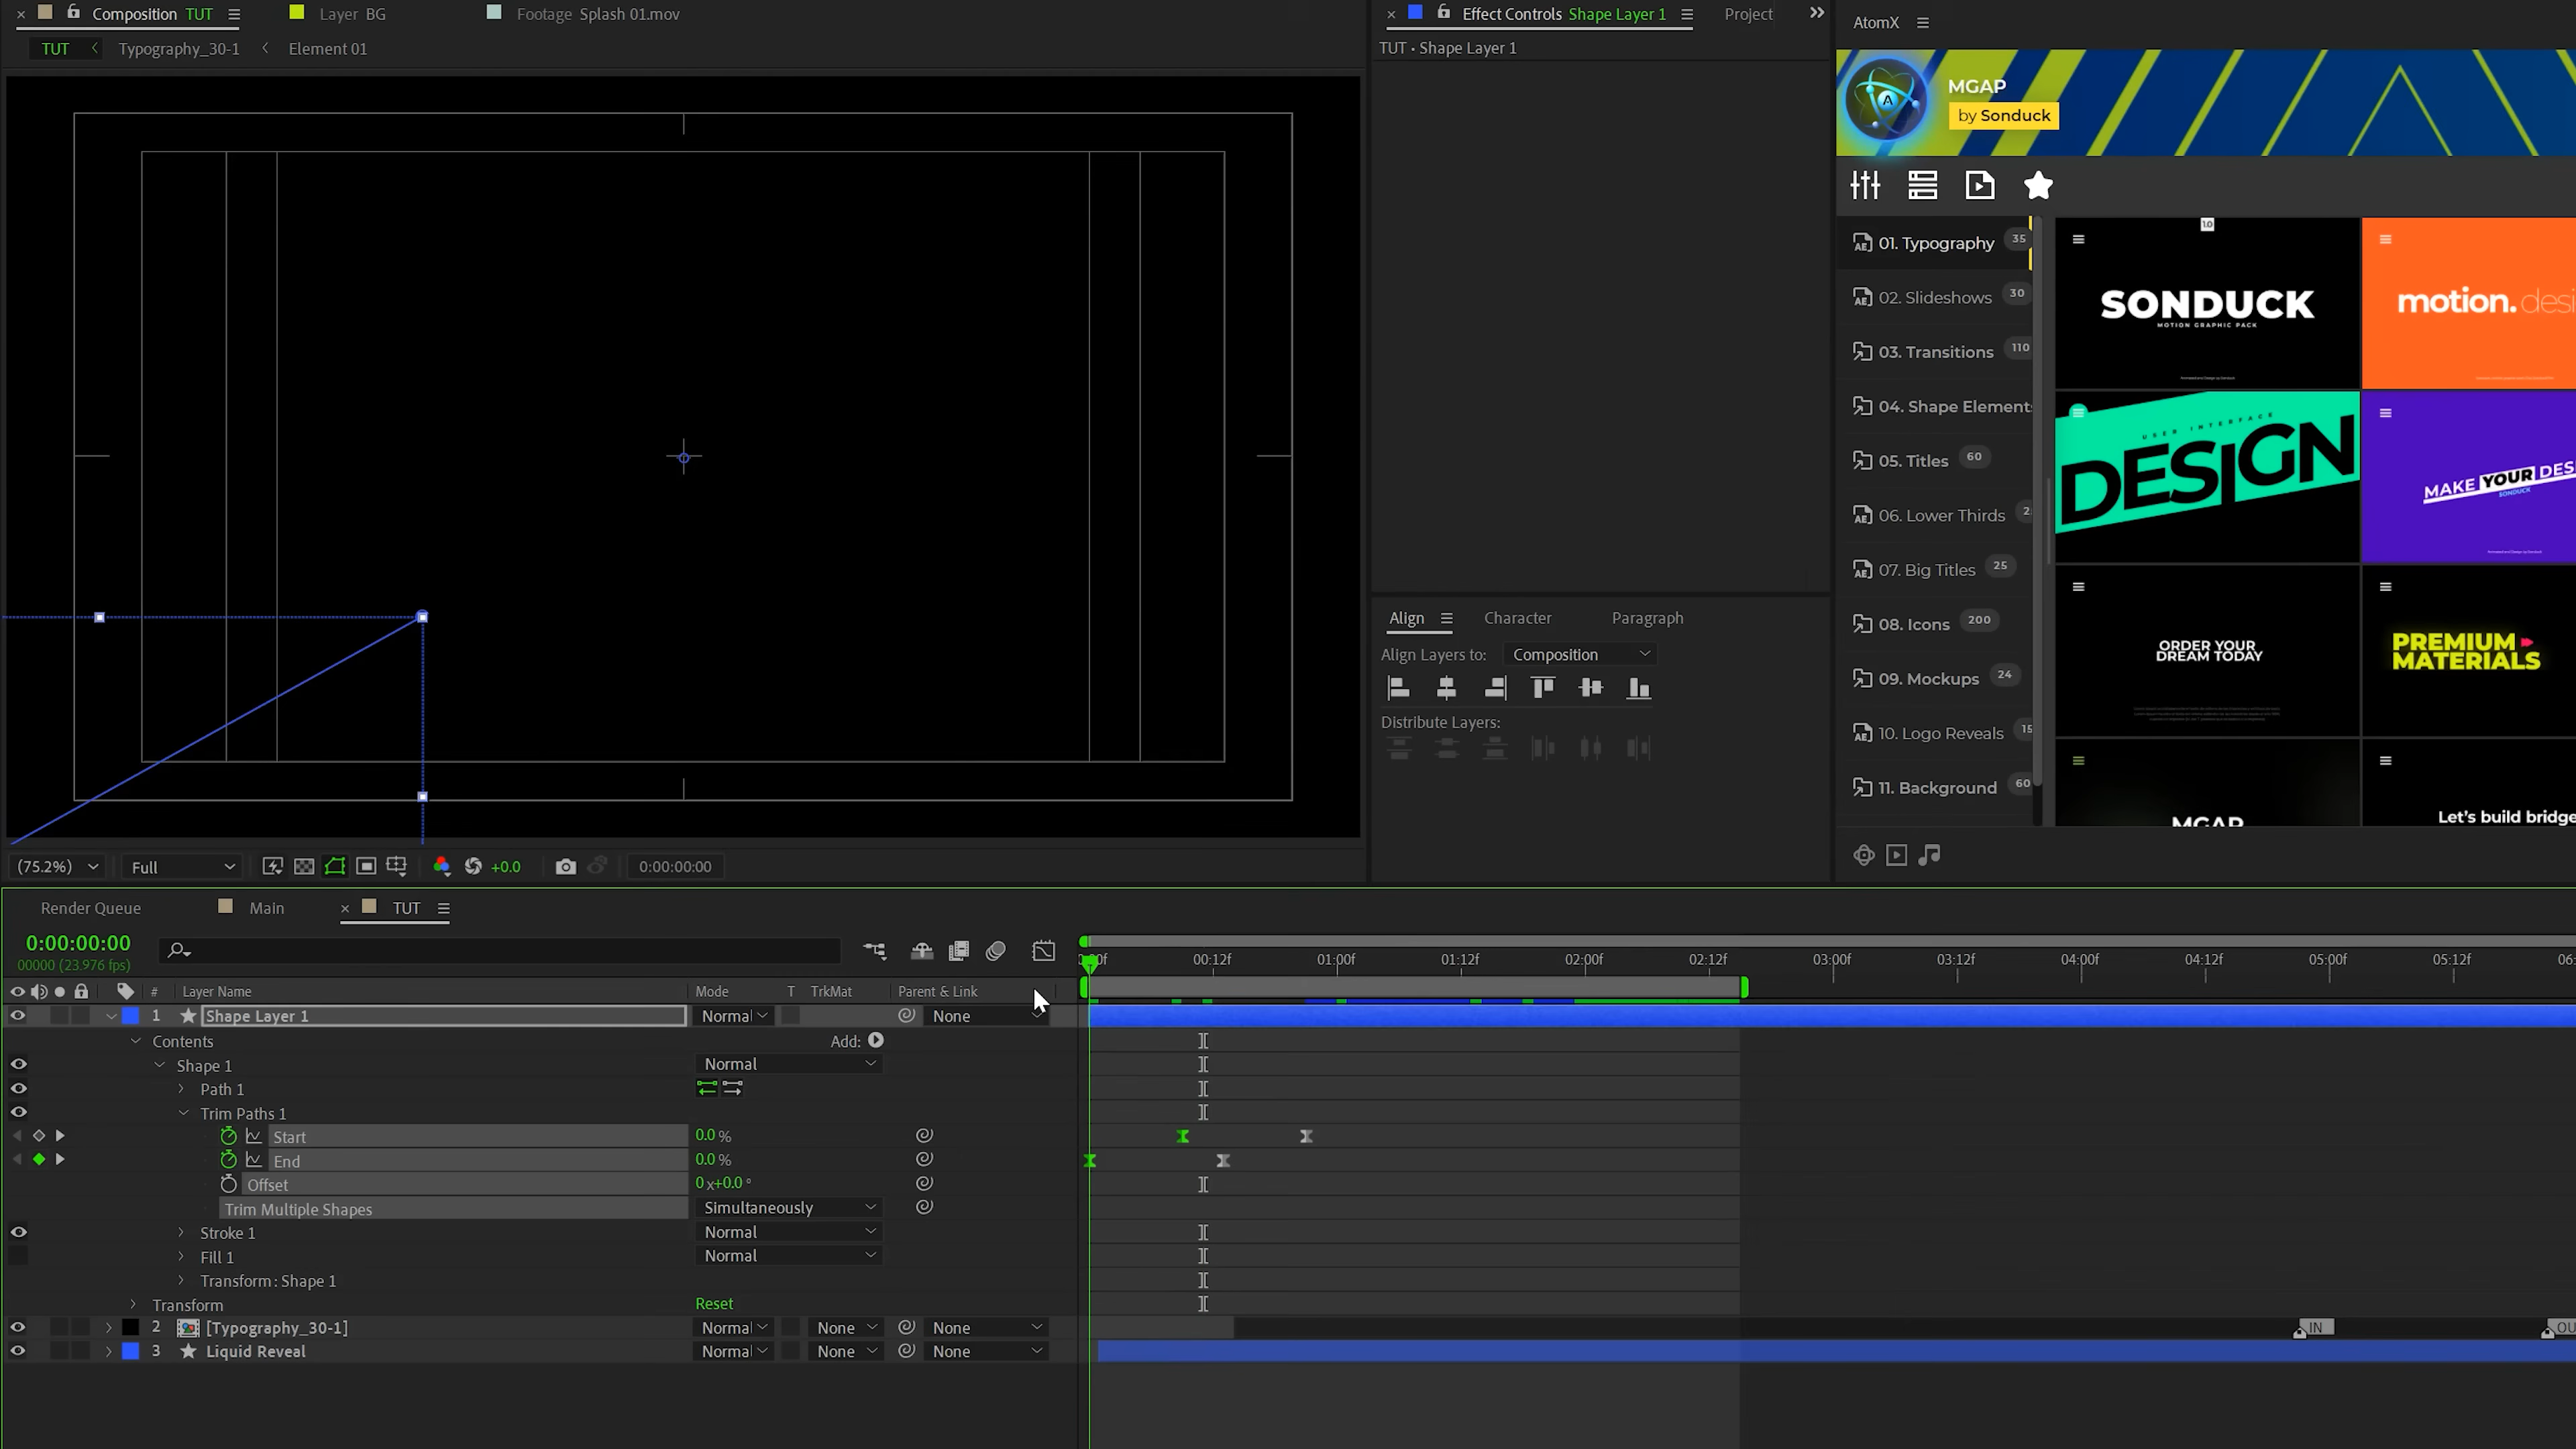 Composition TUT
Layer BG
Footage Splash 01.mov
TUT
Typography_30-1
Element 01
Effect Controls Shape Layer 1
Project
TUT • Shape Layer 1
AtomX
MGAP
by Sonduck
01. Typography 35
02. Slideshows 30
03. Transitions 110
04. Shape Element
05. Titles 60
06. Lower Thirds
07. Big Titles 25
08. Icons 200
09. Mockups 24
10. Logo Reveals 15
11. Background 60
SONDUCK
MOTION GRAPHIC PACK
motion. desi
USER INTERFACE
DESIGN
MAKE YOUR DES
SONDUCK
ORDER YOUR
DREAM TODAY
PREMIUM
MATERIALS
MGAP
Let's build bridge
Align
Character
Paragraph
Align Layers to: Composition
Distribute Layers:
(75.2%)
Full
+0.0
0:00:00:00
Render Queue
Main
TUT
0:00:00:00
00000 (23.976 fps)
00:12f
01:00f
01:12f
02:00f
02:12f
03:00f
03:12f
04:00f
04:12f
05:00f
05:12f
# Layer Name Mode T TrkMat Parent & Link
1 Shape Layer 1 Normal None
Contents Add:
Shape 1 Normal
Path 1
Trim Paths 1
Start 0.0 %
End 0.0 %
Offset 0 x+0.0 °
Trim Multiple Shapes Simultaneously
Stroke 1 Normal
Fill 1 Normal
Transform: Shape 1
Transform Reset
2 [Typography_30-1] Normal None None IN OU
3 Liquid Reveal Normal None None